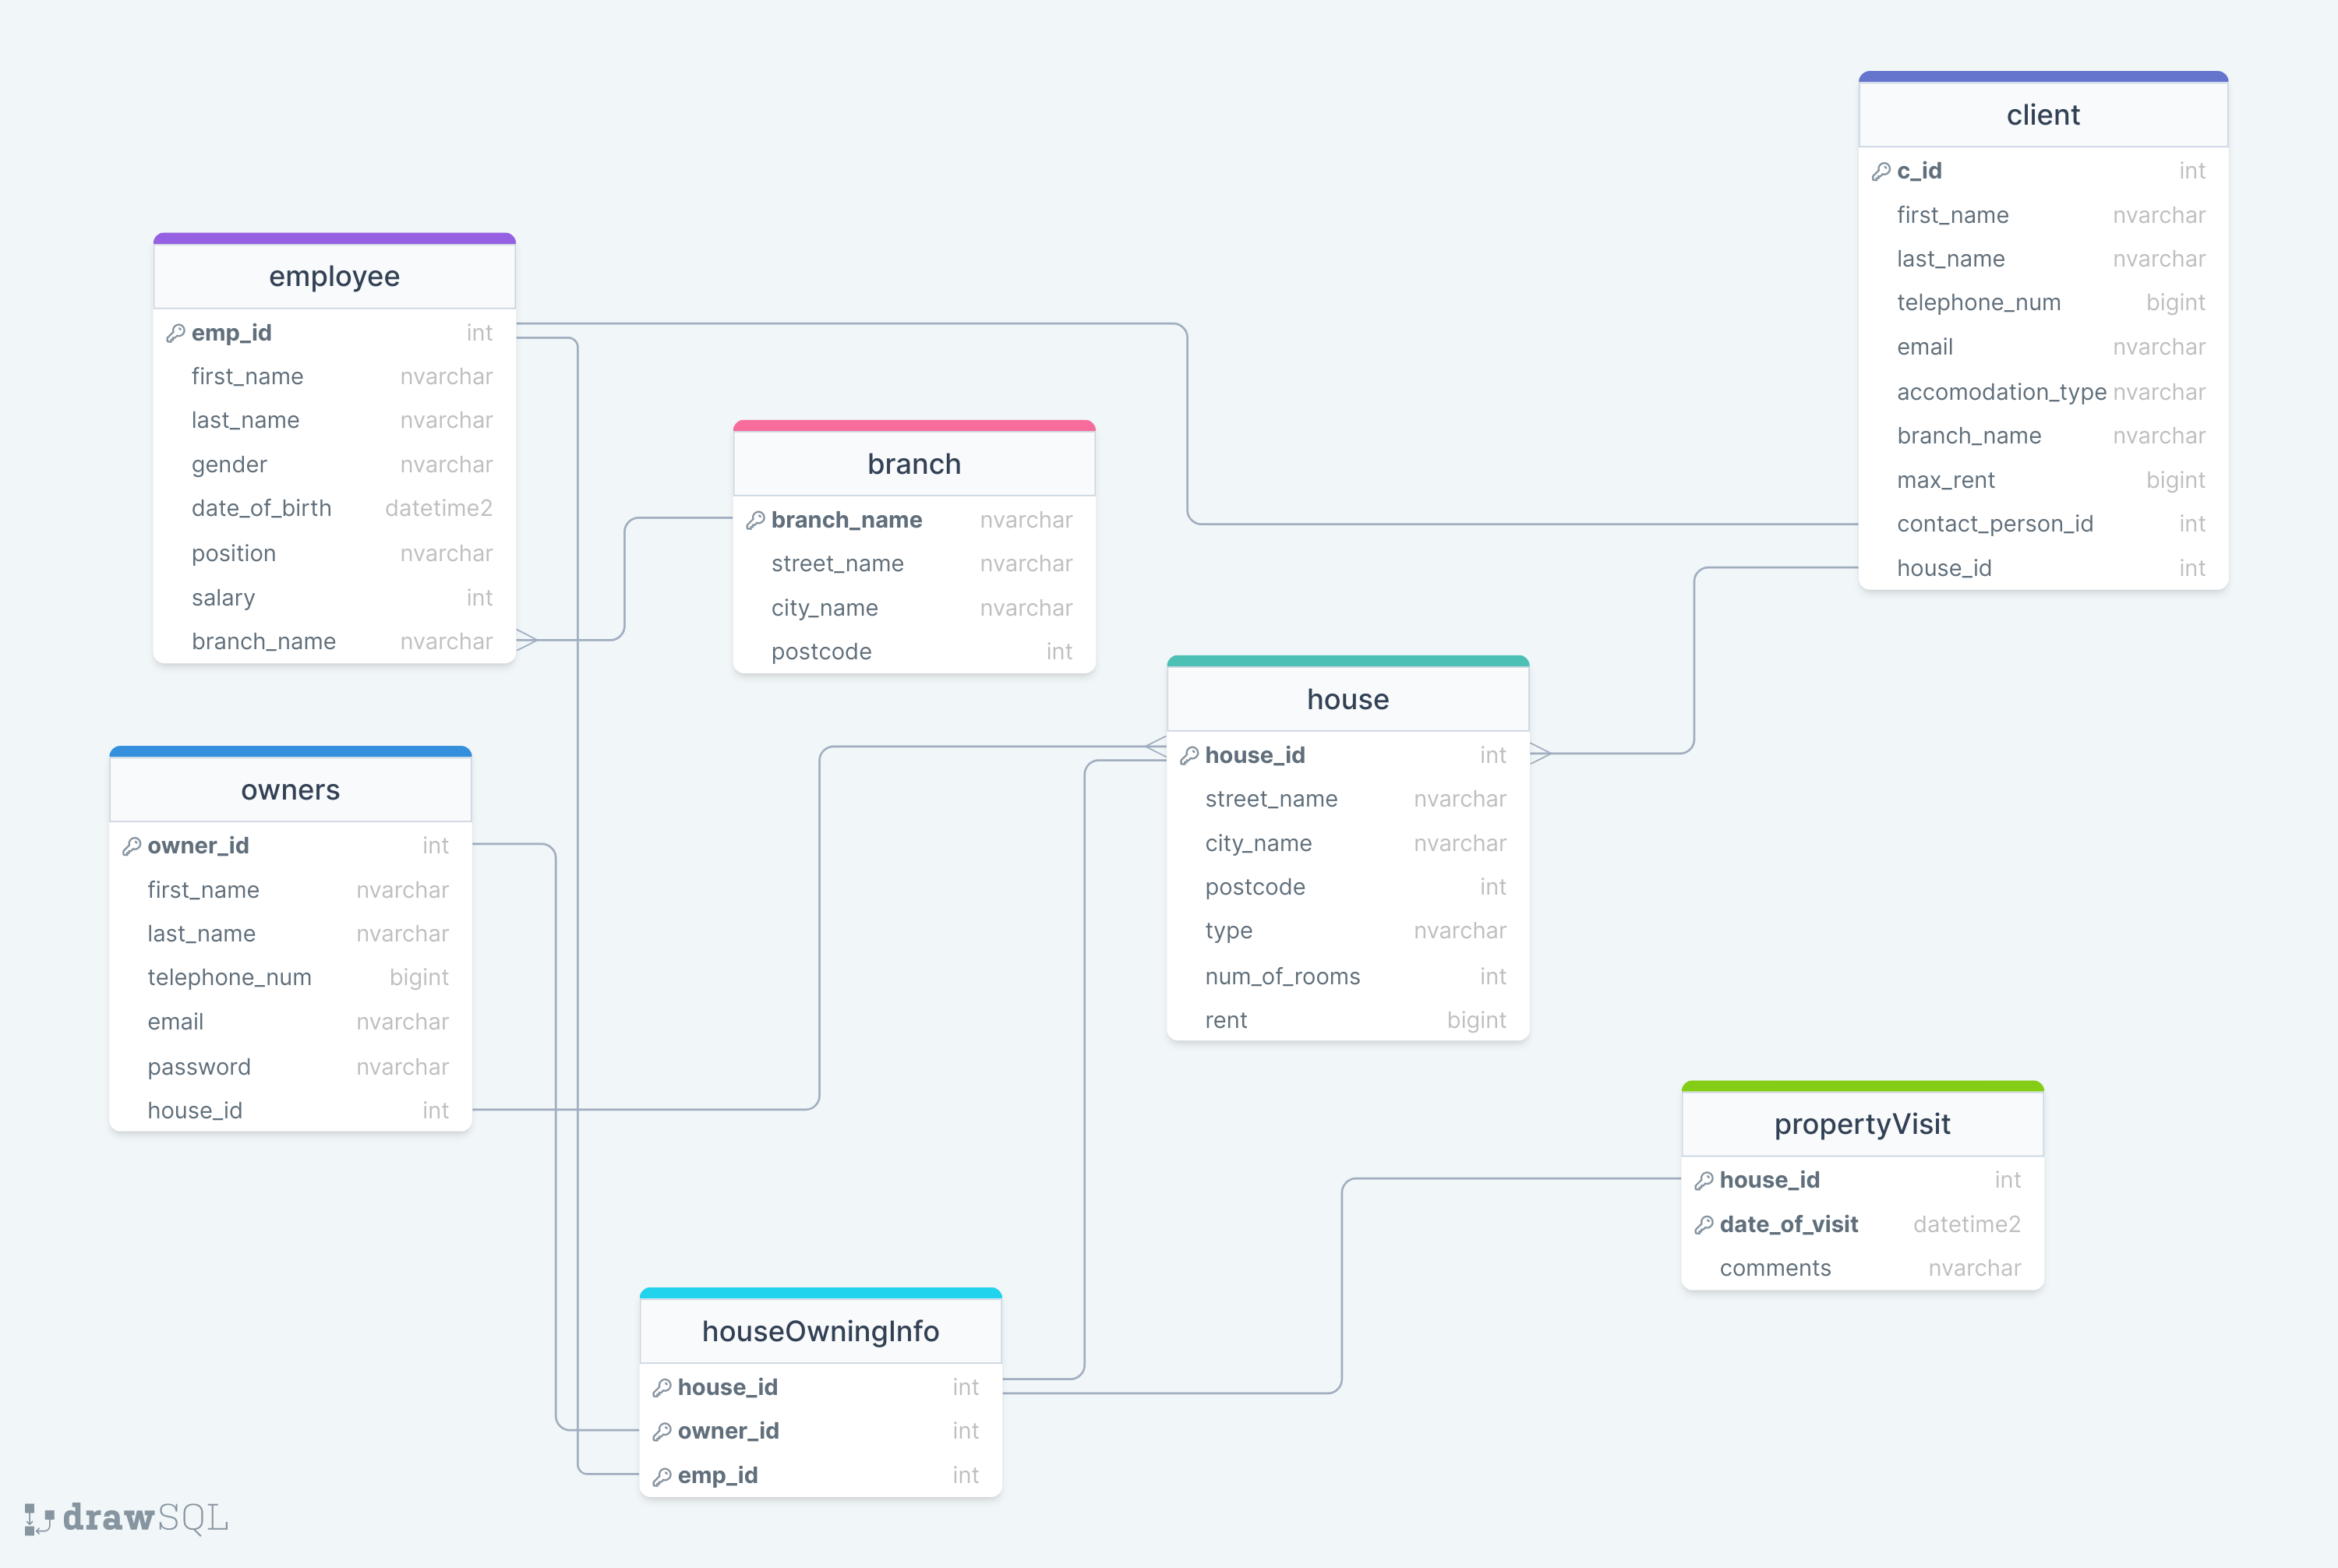 client
c_id int
first_name nvarchar
last_name nvarchar
telephone_num bigint
email nvarchar
accomodation_type nvarchar
branch_name nvarchar
max_rent bigint
contact_person_id int
house_id int
employee
emp_id int
first_name nvarchar
last_name nvarchar
gender nvarchar
date_of_birth datetime2
position nvarchar
salary int
branch_name nvarchar
branch
branch_name nvarchar
street_name nvarchar
city_name nvarchar
postcode int
house
house_id int
street_name nvarchar
city_name nvarchar
postcode int
type nvarchar
num_of_rooms int
rent bigint
owners
owner_id int
first_name nvarchar
last_name nvarchar
telephone_num bigint
email nvarchar
password nvarchar
house_id int
propertyVisit
house_id int
date_of_visit datetime2
comments nvarchar
houseOwningInfo
house_id int
owner_id int
emp_id int
drawSQL